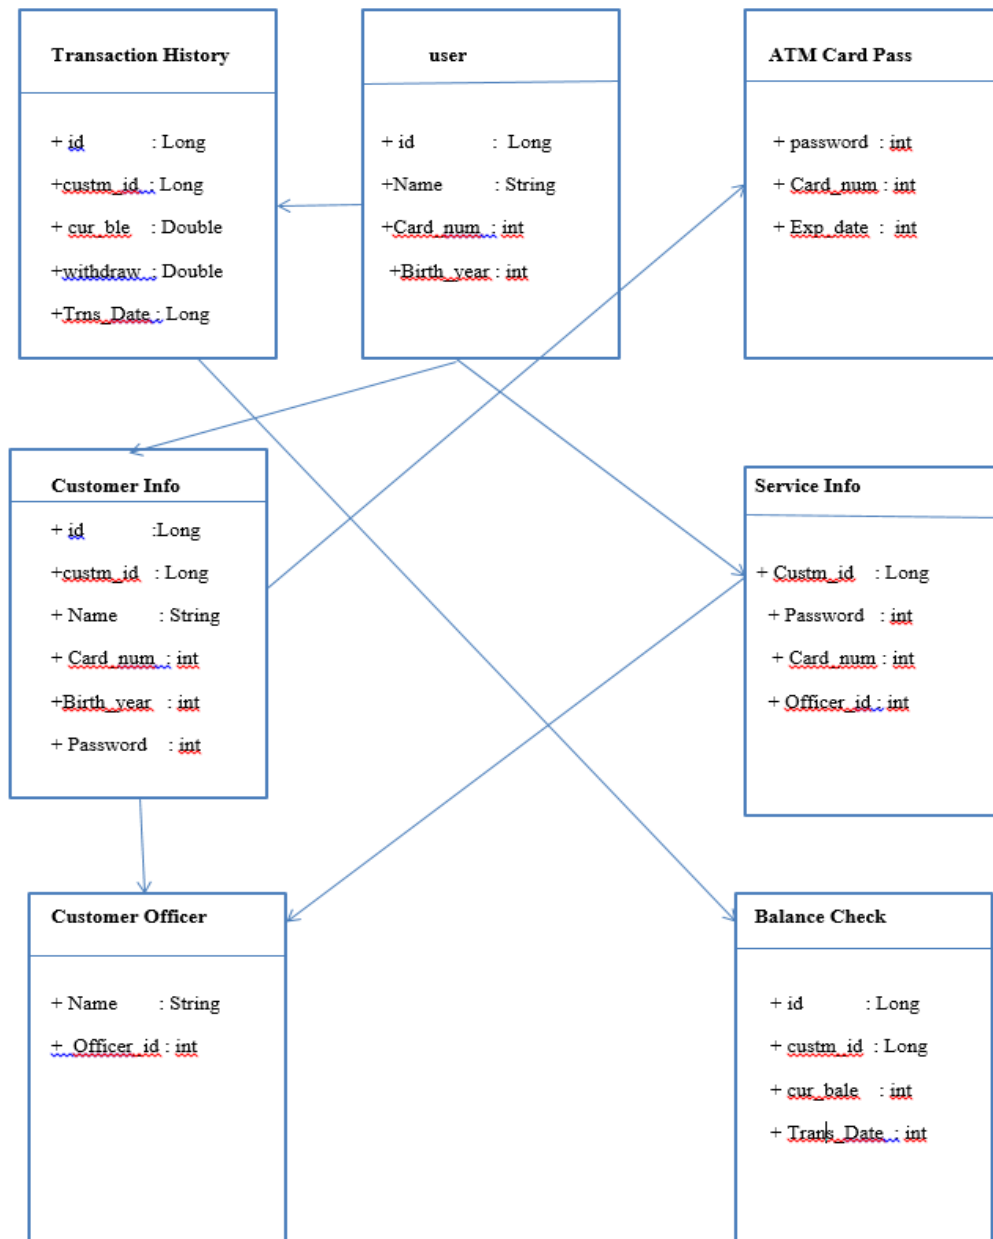 Transaction History
+ id : Long
+custm_id : Long
+ cur_ble : Double
+withdraw : Double
+Trns_Date : Long
user
+ id : Long
+Name : String
+Card_num : int
+Birth_year : int
ATM Card Pass
+ password : int
+ Card_num : int
+ Exp_date : int
Customer Info
+ id :Long
+custm_id : Long
+ Name : String
+ Card_num : int
+Birth_year : int
+ Password : int
Service Info
+ Custm_id : Long
+ Password : int
+ Card_num : int
+ Officer_id : int
Customer Officer
+ Name : String
+ Officer_id : int
Balance Check
+ id : Long
+ custm_id : Long
+ cur_bale : int
+ Trans_Date : int